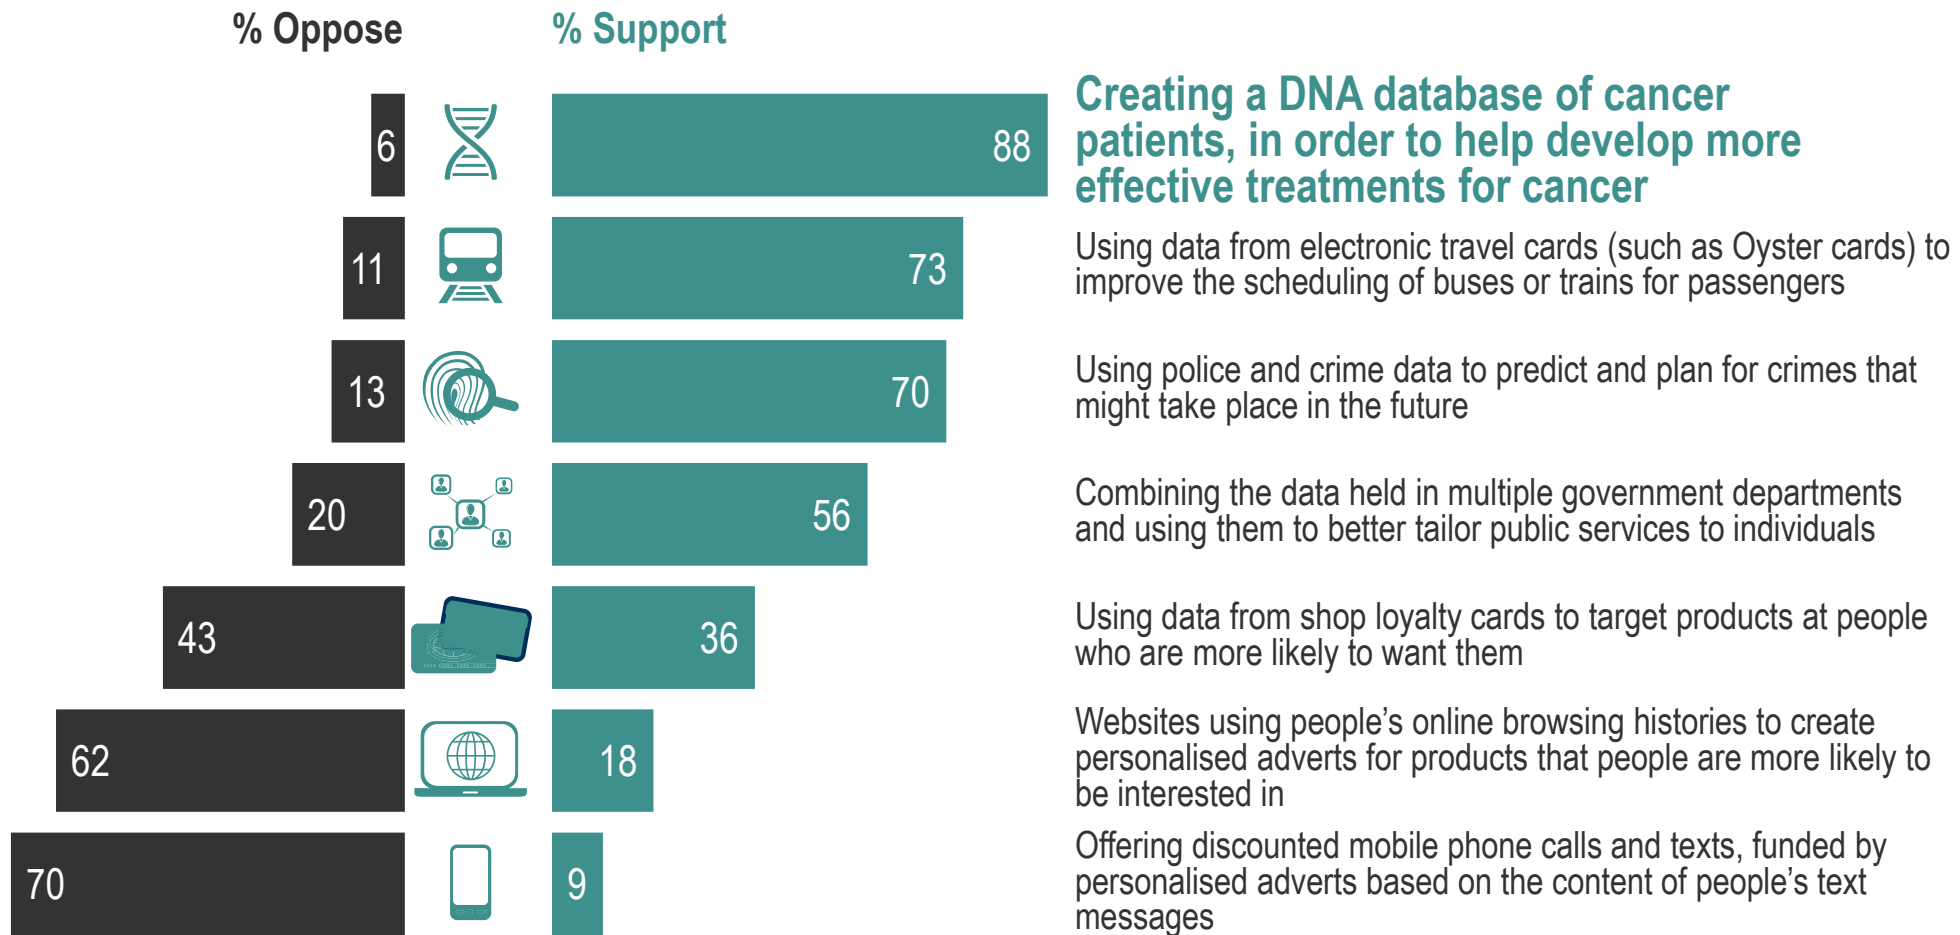 % Oppose
% Support
6
88
Creating a DNA database of cancer
patients, in order to help develop more
effective treatments for cancer
11
73
Using data from electronic travel cards (such as Oyster cards) to
improve the scheduling of buses or trains for passengers
13
70
Using police and crime data to predict and plan for crimes that
might take place in the future
20
56
Combining the data held in multiple government departments
and using them to better tailor public services to individuals
43
36
Using data from shop loyalty cards to target products at people
who are more likely to want them
62
18
Websites using people’s online browsing histories to create
personalised adverts for products that people are more likely to
be interested in
70
9
Offering discounted mobile phone calls and texts, funded by
personalised adverts based on the content of people’s text
messages